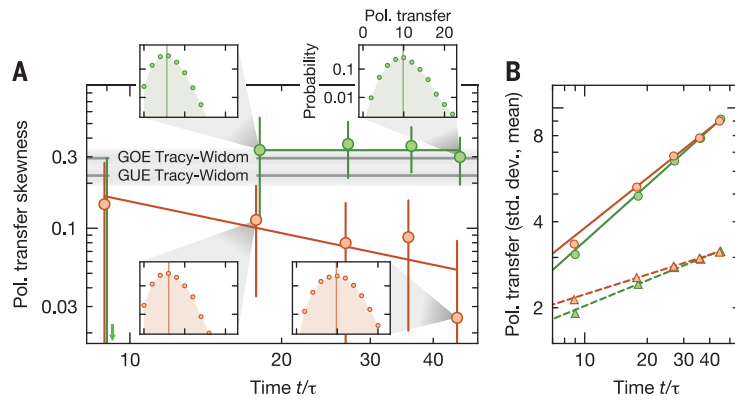 A
Pol. transfer
0 10 20
Probability
0.1
0.01
Pol. transfer skewness
0.3
0.1
0.03
GOE Tracy-Widom
GUE Tracy-Widom
10 20 30 40
Time t/τ
B
Pol. transfer (std. dev., mean)
8
4
2
10 20 30 40
Time t/τ